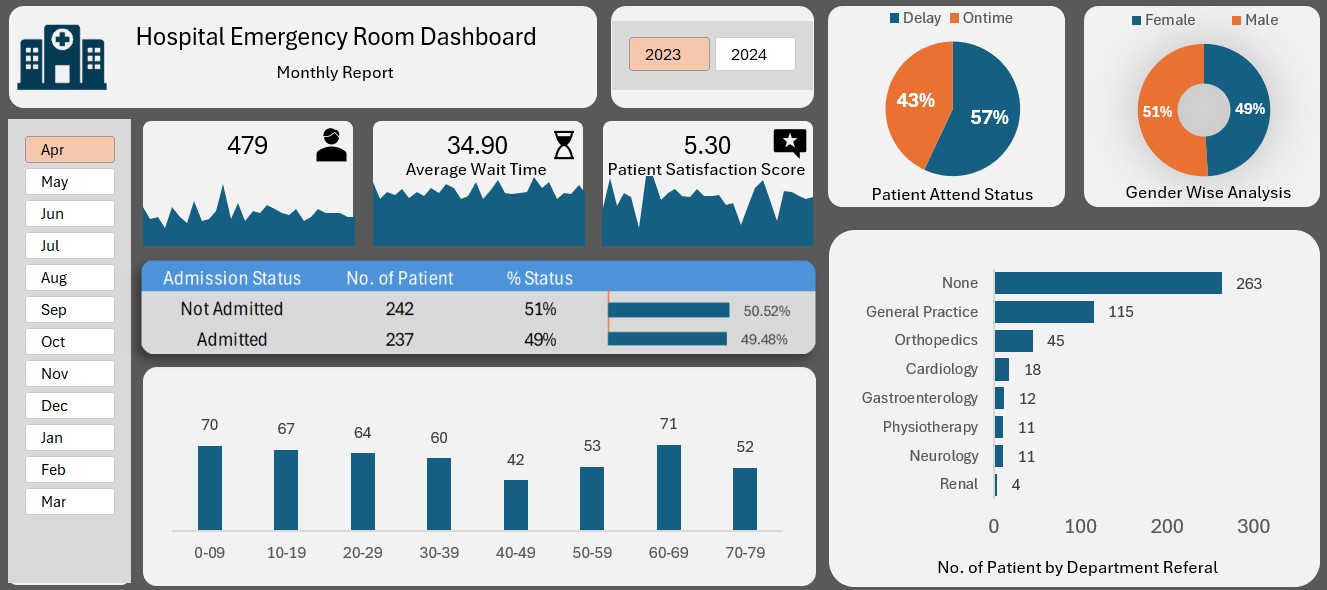 Hospital Emergency Room Dashboard
Monthly Report
2023
2024
Delay
Ontime
43%
57%
Patient Attend Status
Female
Male
51%
49%
Gender Wise Analysis
Apr
May
Jun
Jul
Aug
Sep
Oct
Nov
Dec
Jan
Feb
Mar
479
34.90
Average Wait Time
5.30
Patient Satisfaction Score
Admission Status No. of Patient % Status
Not Admitted 242 51% 50.52%
Admitted 237 49% 49.48%
70 67 64 60 42 53 71 52
0-09 10-19 20-29 30-39 40-49 50-59 60-69 70-79
None 263
General Practice 115
Orthopedics 45
Cardiology 18
Gastroenterology 12
Physiotherapy 11
Neurology 11
Renal 4
0 100 200 300
No. of Patient by Department Referal